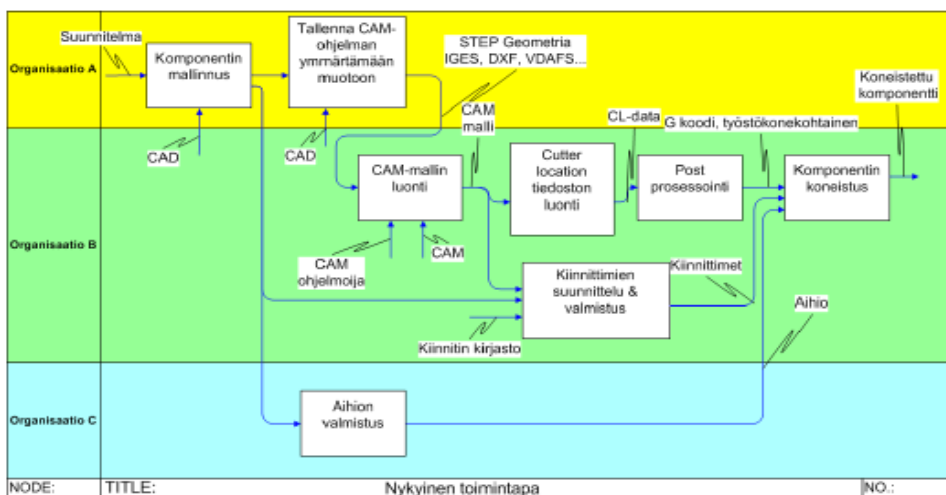 Organisaatio A
Suunnitelma
Komponentin
mallinnus
CAD
Tallenna CAM-
ohjelman
ymmärtämään
muotoon
CAD
STEP Geometria
IGES, DXF, VDAFS...
Koneistettu
komponentti
Organisaatio B
CAM-mallin
luonti
CAM
malli
CAM
ohjelmoija
CAM
Cutter
location
tiedoston
luonti
CL-data
Post
prosessointi
G koodi, työstökonekohtainen
Komponentin
koneistus
Kiinnittimien
suunnittelu &
valmistus
Kiinnitin kirjasto
Kiinnittimet
Aihio
Organisaatio C
Aihion
valmistus
NODE:
TITLE:
Nykyinen toimintapa
NO.: